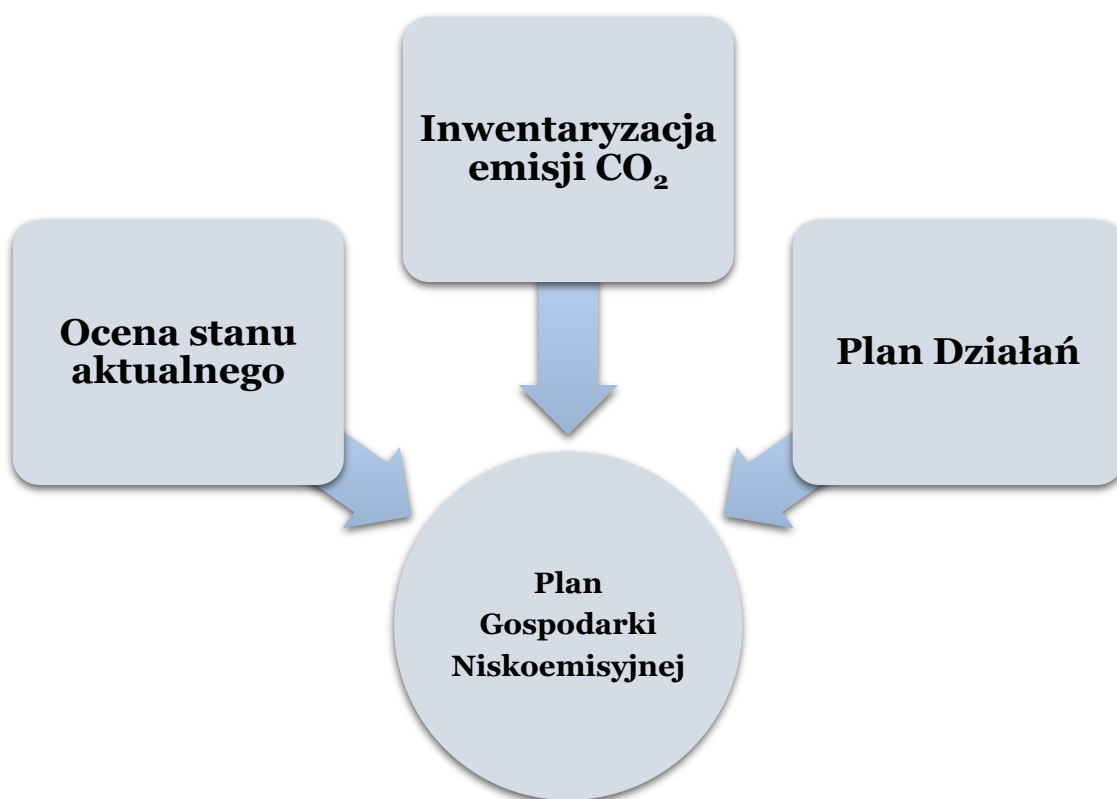 Inwentaryzacja
emisji CO₂
Ocena stanu
aktualnego
Plan Działań
Plan
Gospodarki
Niskoemisyjnej